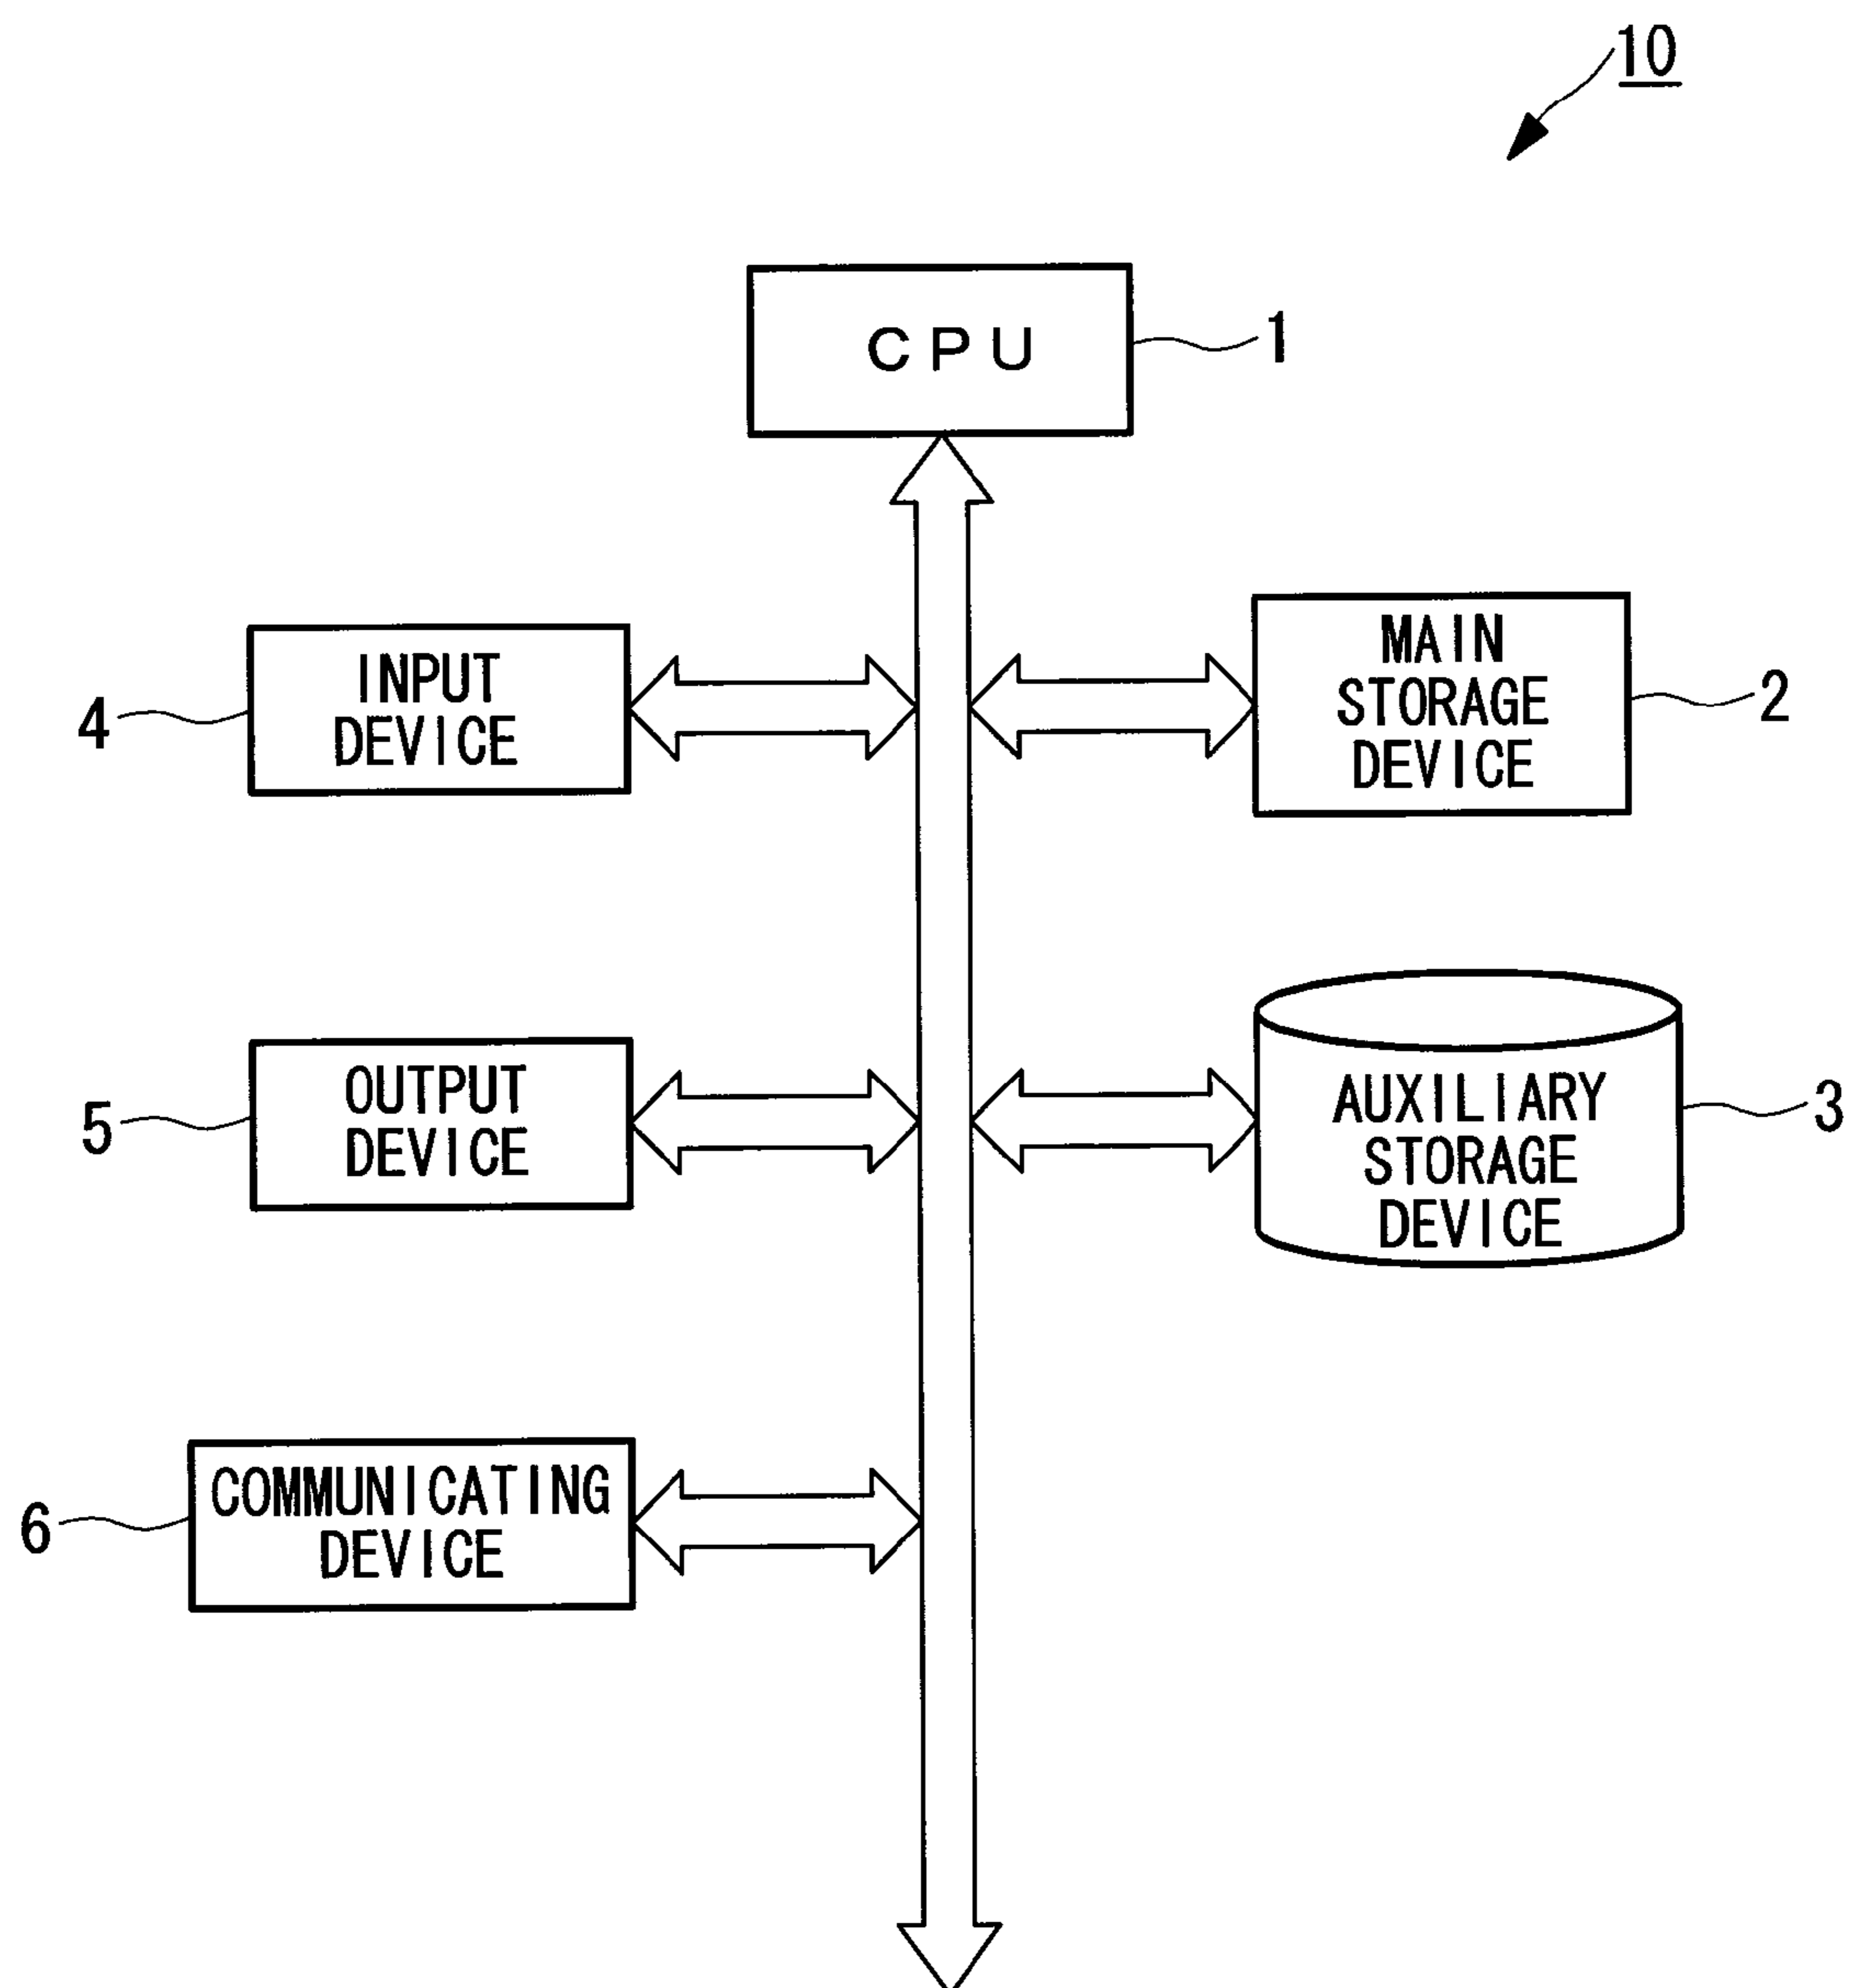 10
CPU
1
INPUT
DEVICE
4
MAIN
STORAGE
DEVICE
2
OUTPUT
DEVICE
5
AUXILIARY
STORAGE
DEVICE
3
COMMUNICATING
DEVICE
6